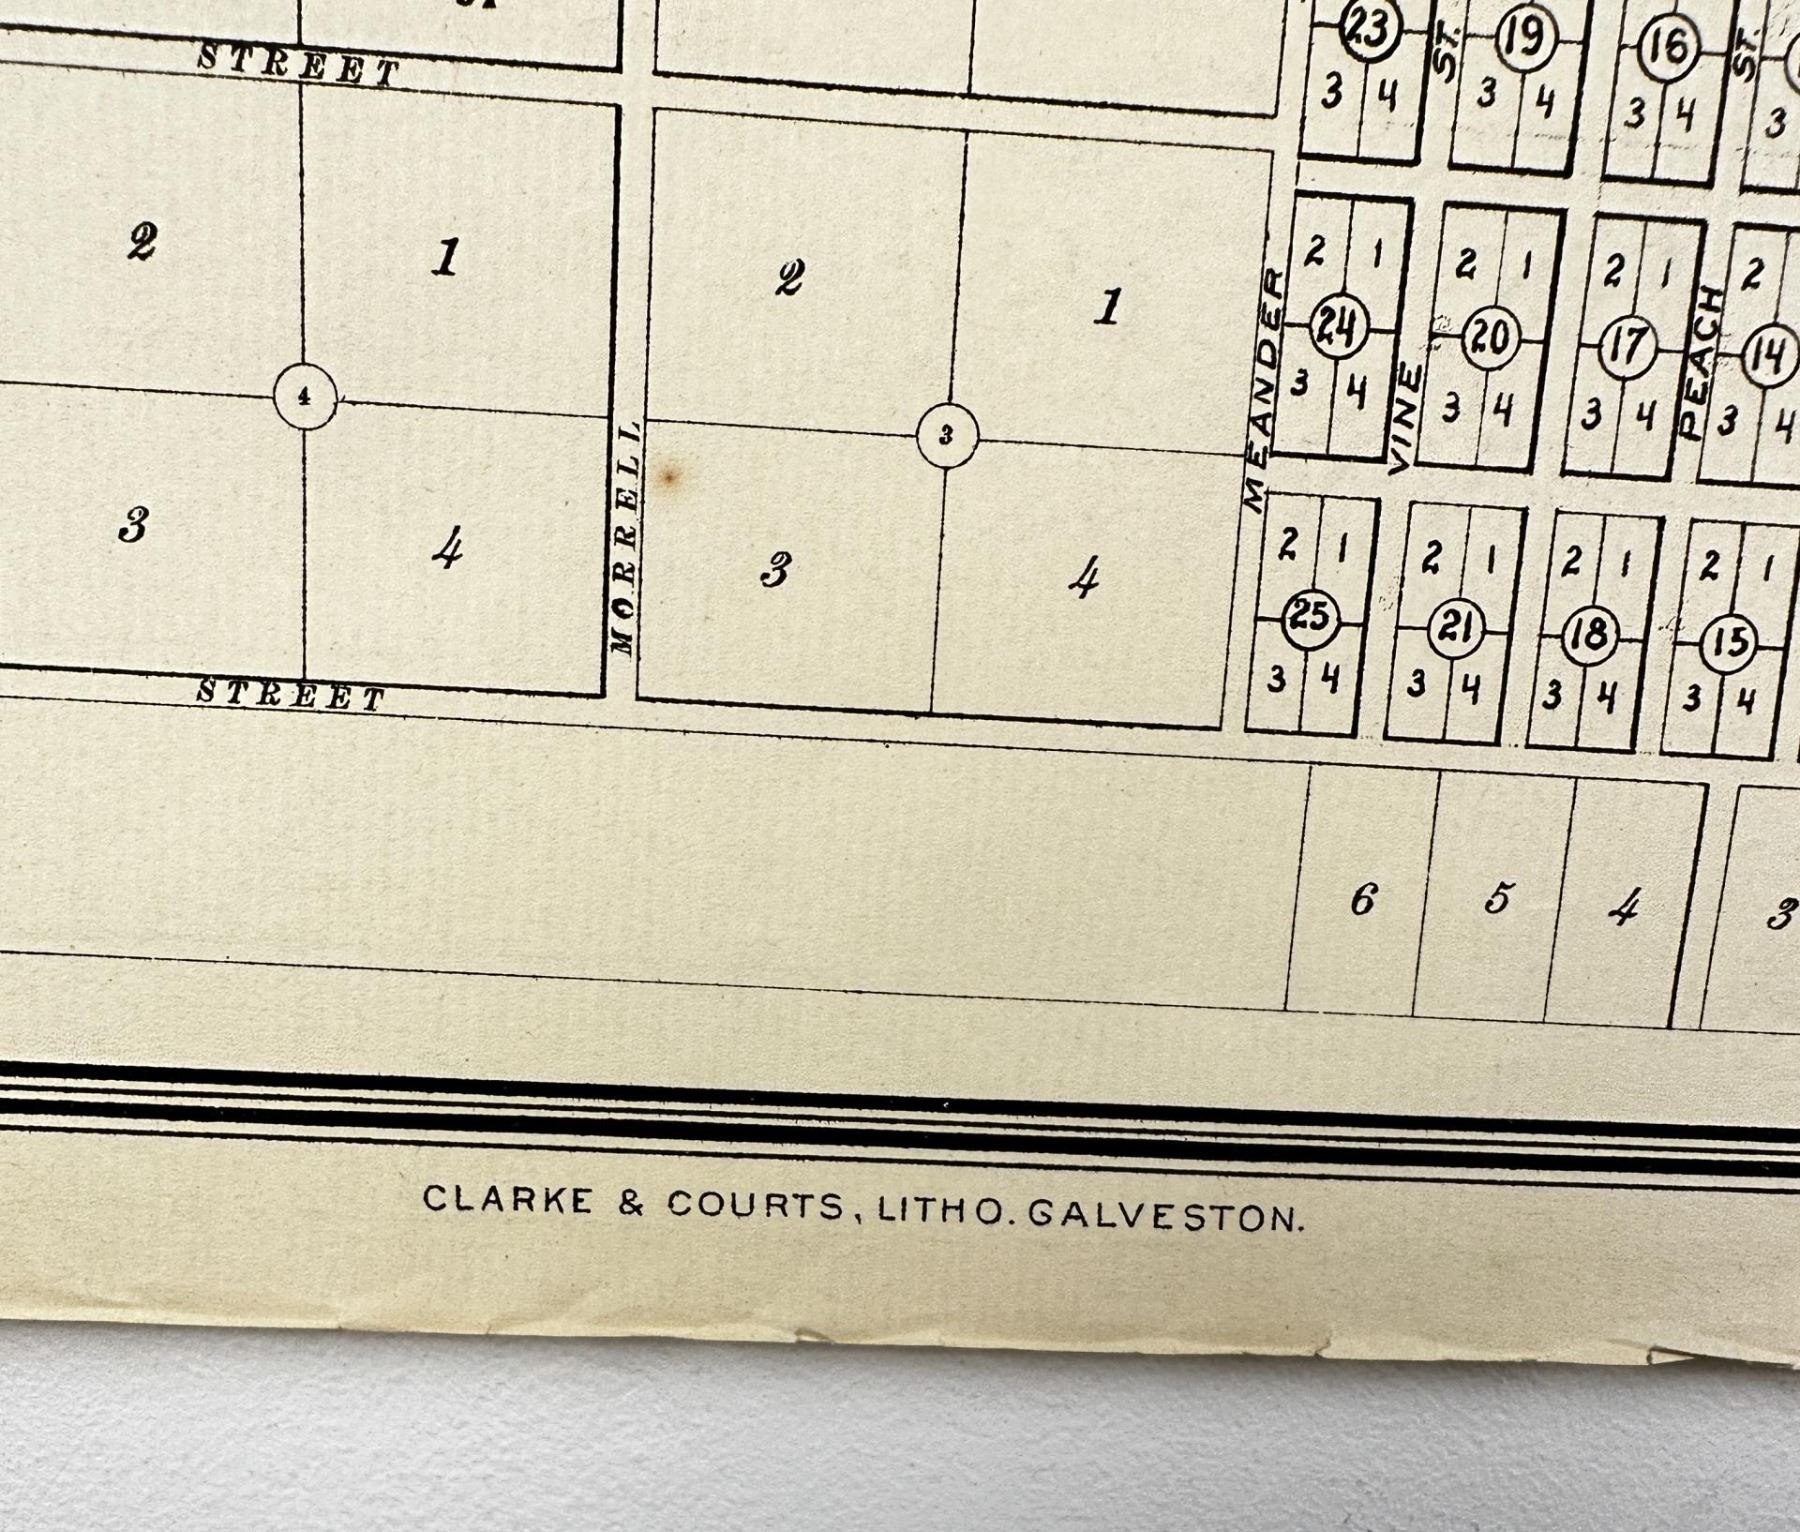 23 19 16
ST. ST.
3 4 3 4 3 4 3
STREET
2 1 2 1
2 1 2 1 2 1 2
24 20 17 14
3 4 3 4 3 4 3 4
MEANDER
VINE
PEACH
4 3
MORRELL
3 4 3 4
2 1 2 1 2 1 2 1
25 21 18 15
3 4 3 4 3 4 3 4
STREET
6 5 4 3
CLARKE & COURTS, LITHO. GALVESTON.